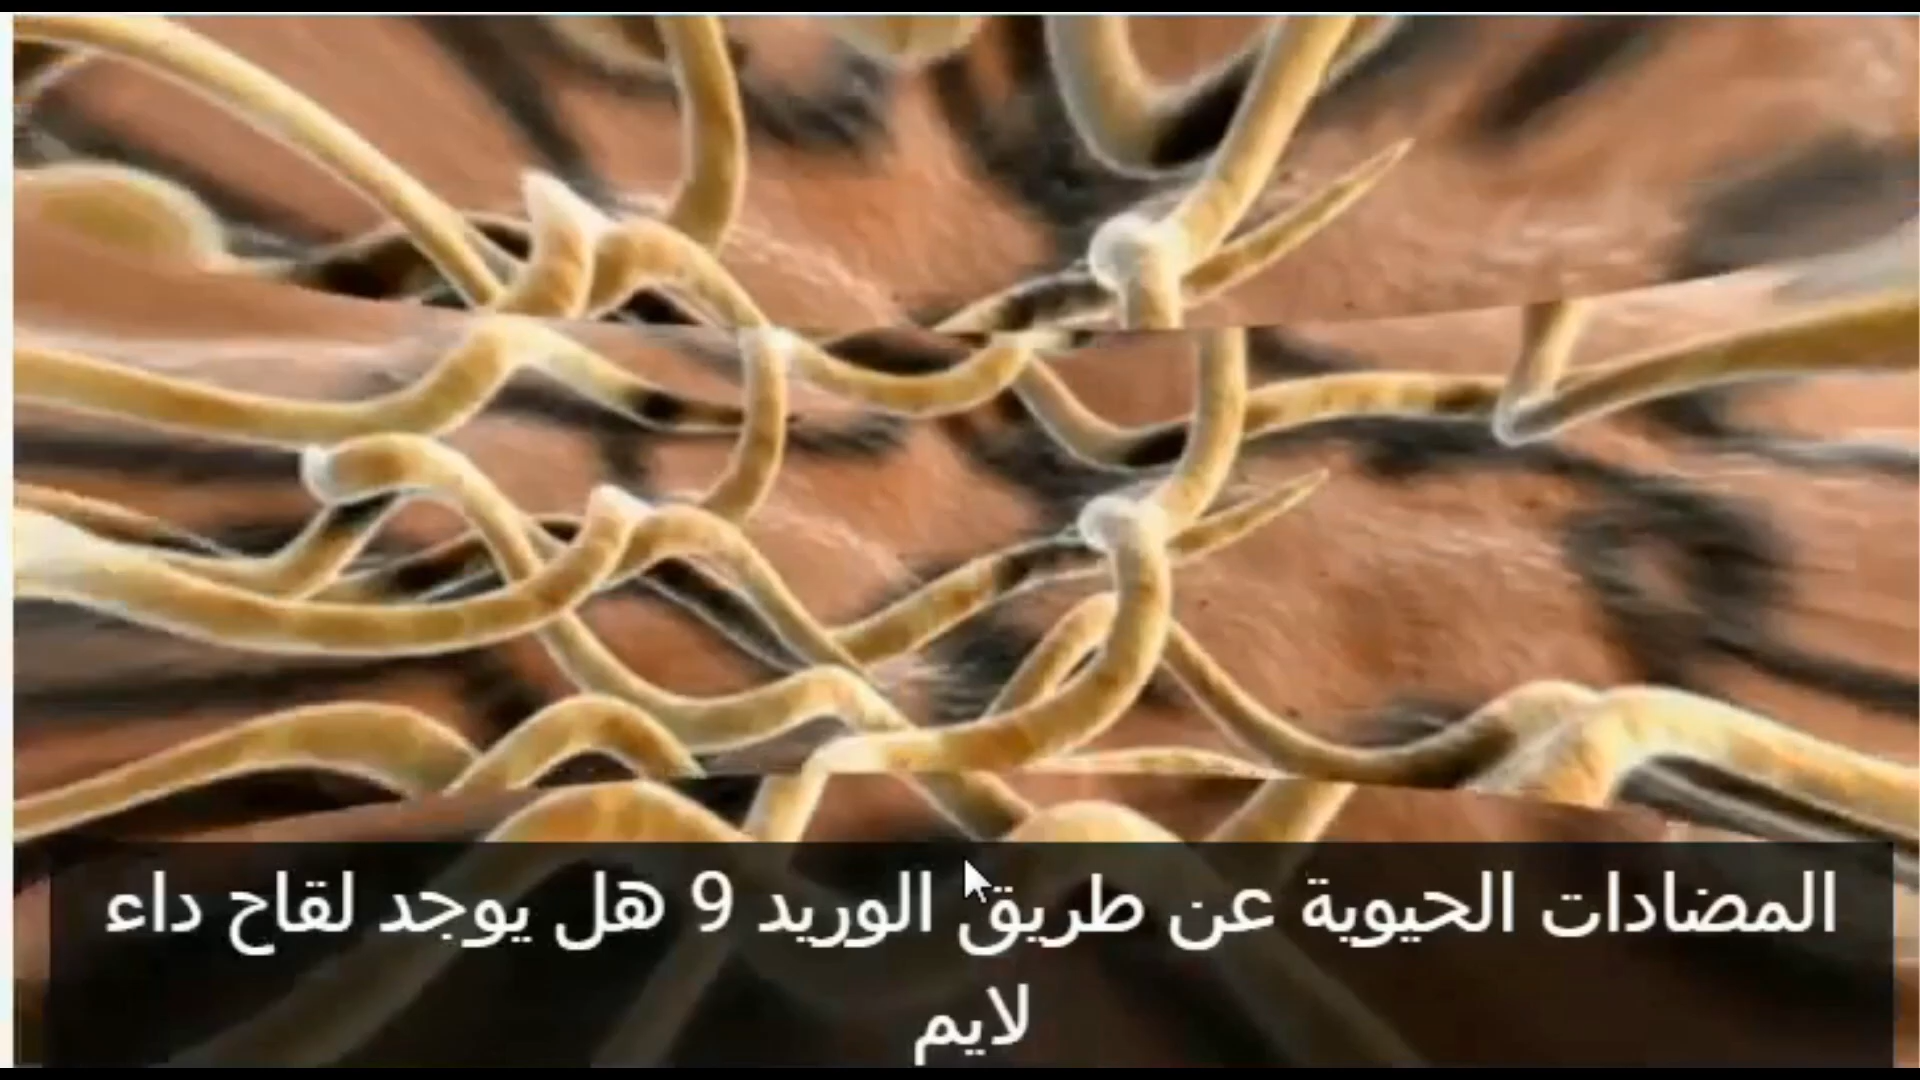 المضادات الحيوية عن طريق الوريد 9 هل يوجد لقاح داء
لايم